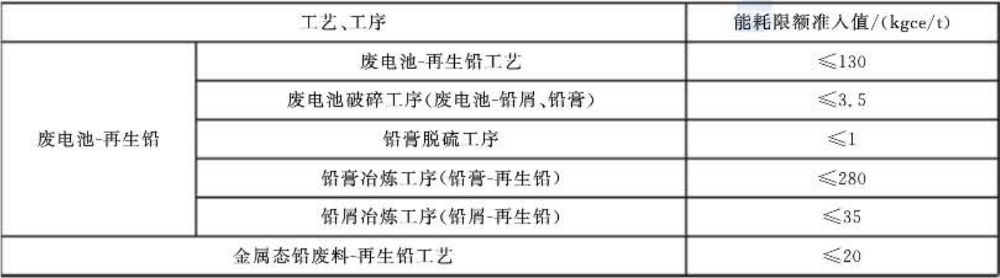 工艺、工序 能耗限额准入值/(kgce/t)
废电池-再生铅工艺 ≤130
废电池破碎工序(废电池-铅屑、铅膏) ≤3.5
废电池-再生铅 铅膏脱硫工序 ≤1
铅膏冶炼工序(铅膏-再生铅) ≤280
铅屑冶炼工序(铅屑-再生铅) ≤35
金属态铅废料-再生铅工艺 ≤20